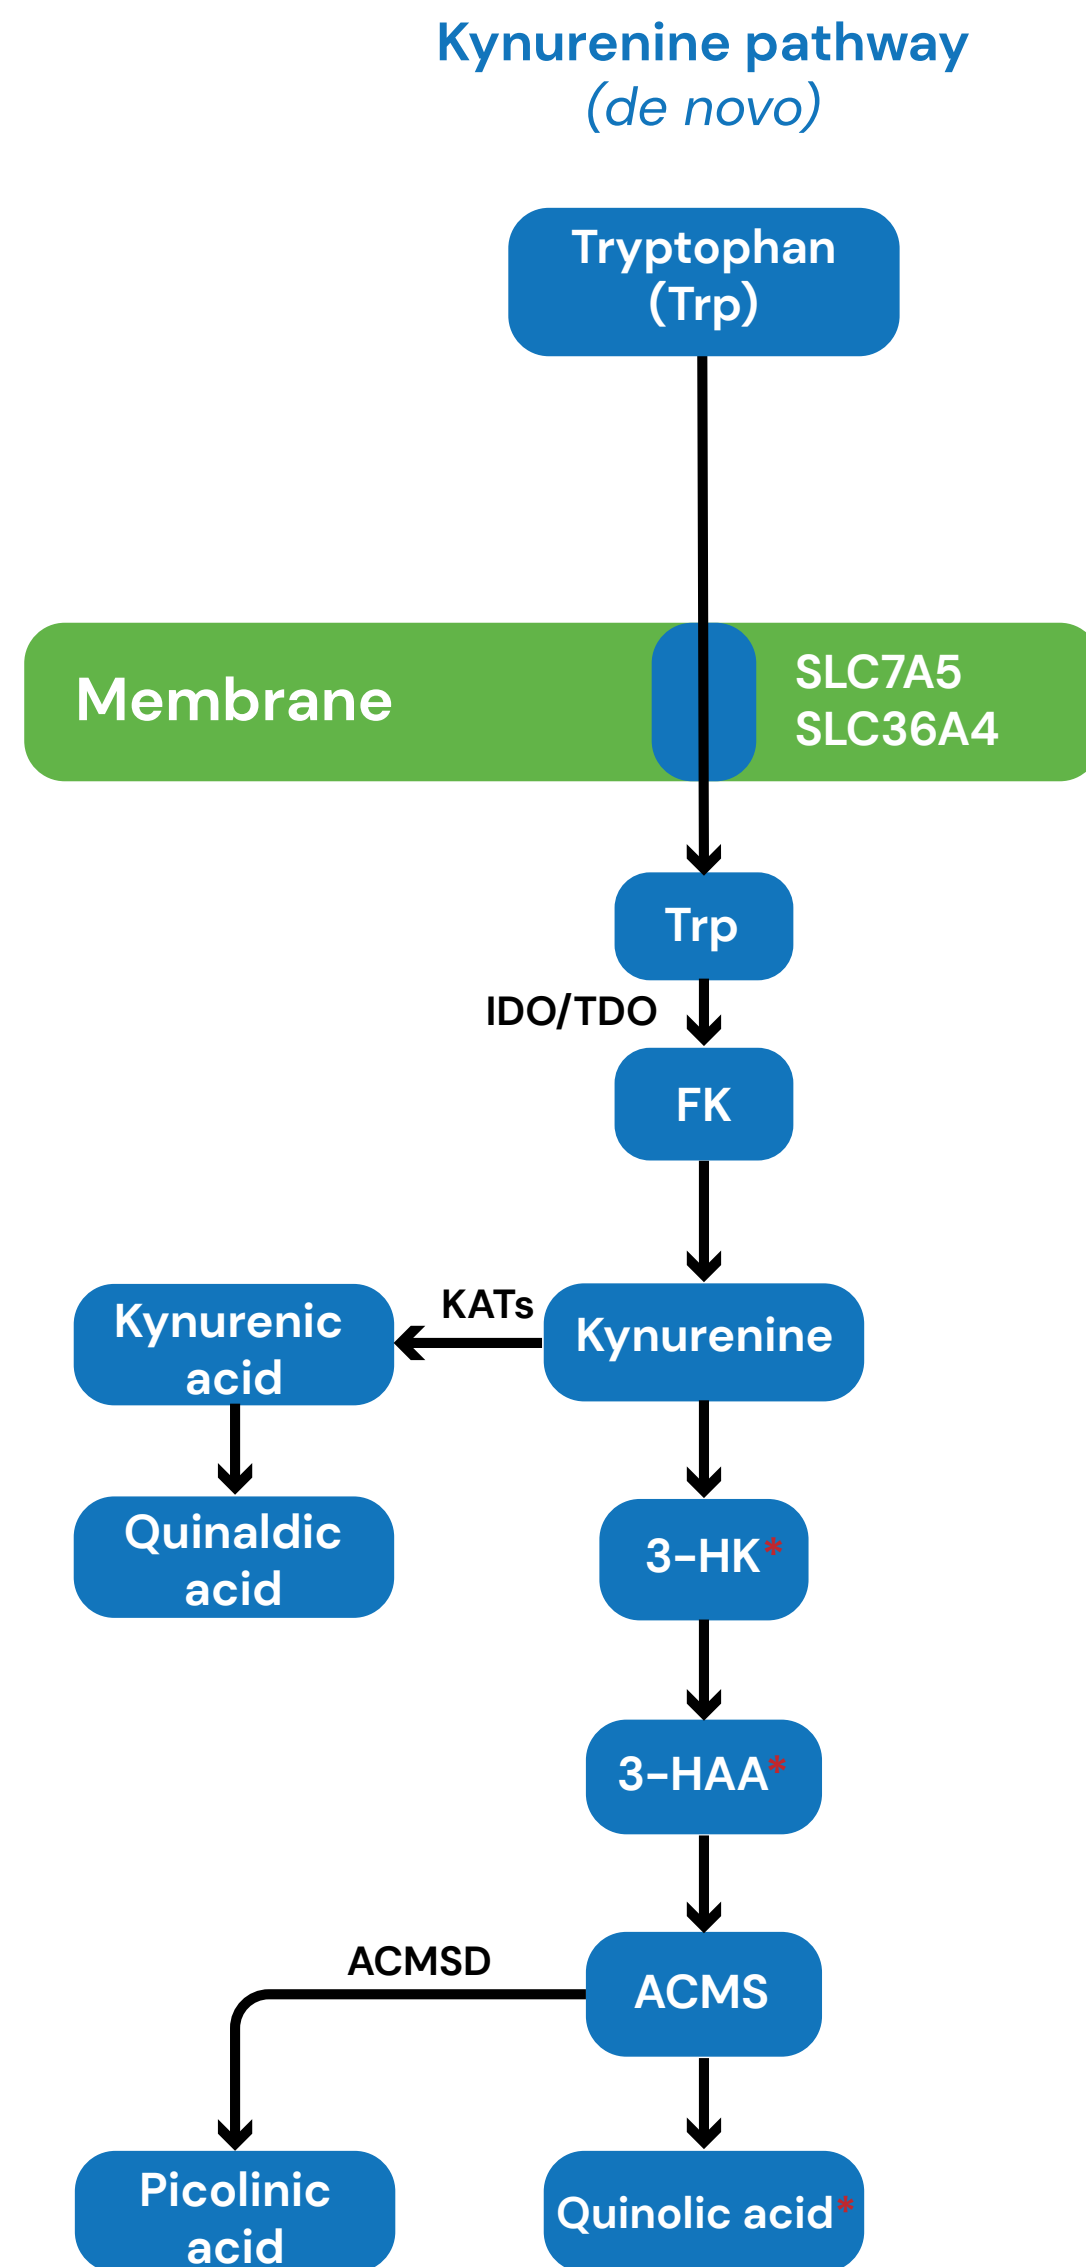 Kynurenine pathway
(de novo)
Tryptophan
(Trp)
Membrane
SLC7A5
SLC36A4
Trp
IDO/TDO
FK
KATs
Kynurenic
acid
Kynurenine
Quinaldic
acid
3-HK*
3-HAA*
ACMSD
ACMS
Picolinic
acid
Quinolic acid*